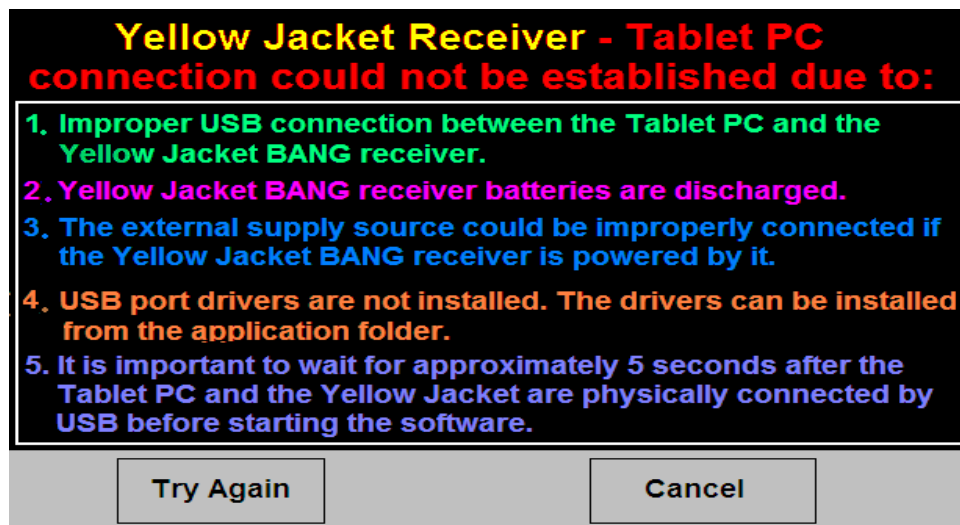 Yellow Jacket Receiver - Tablet PC
connection could not be established due to:
1. Improper USB connection between the Tablet PC and the
Yellow Jacket BANG receiver.
2. Yellow Jacket BANG receiver batteries are discharged.
3. The external supply source could be improperly connected if
the Yellow Jacket BANG receiver is powered by it.
4. USB port drivers are not installed. The drivers can be installed
from the application folder.
5. It is important to wait for approximately 5 seconds after the
Tablet PC and the Yellow Jacket are physically connected by
USB before starting the software.
Try Again
Cancel